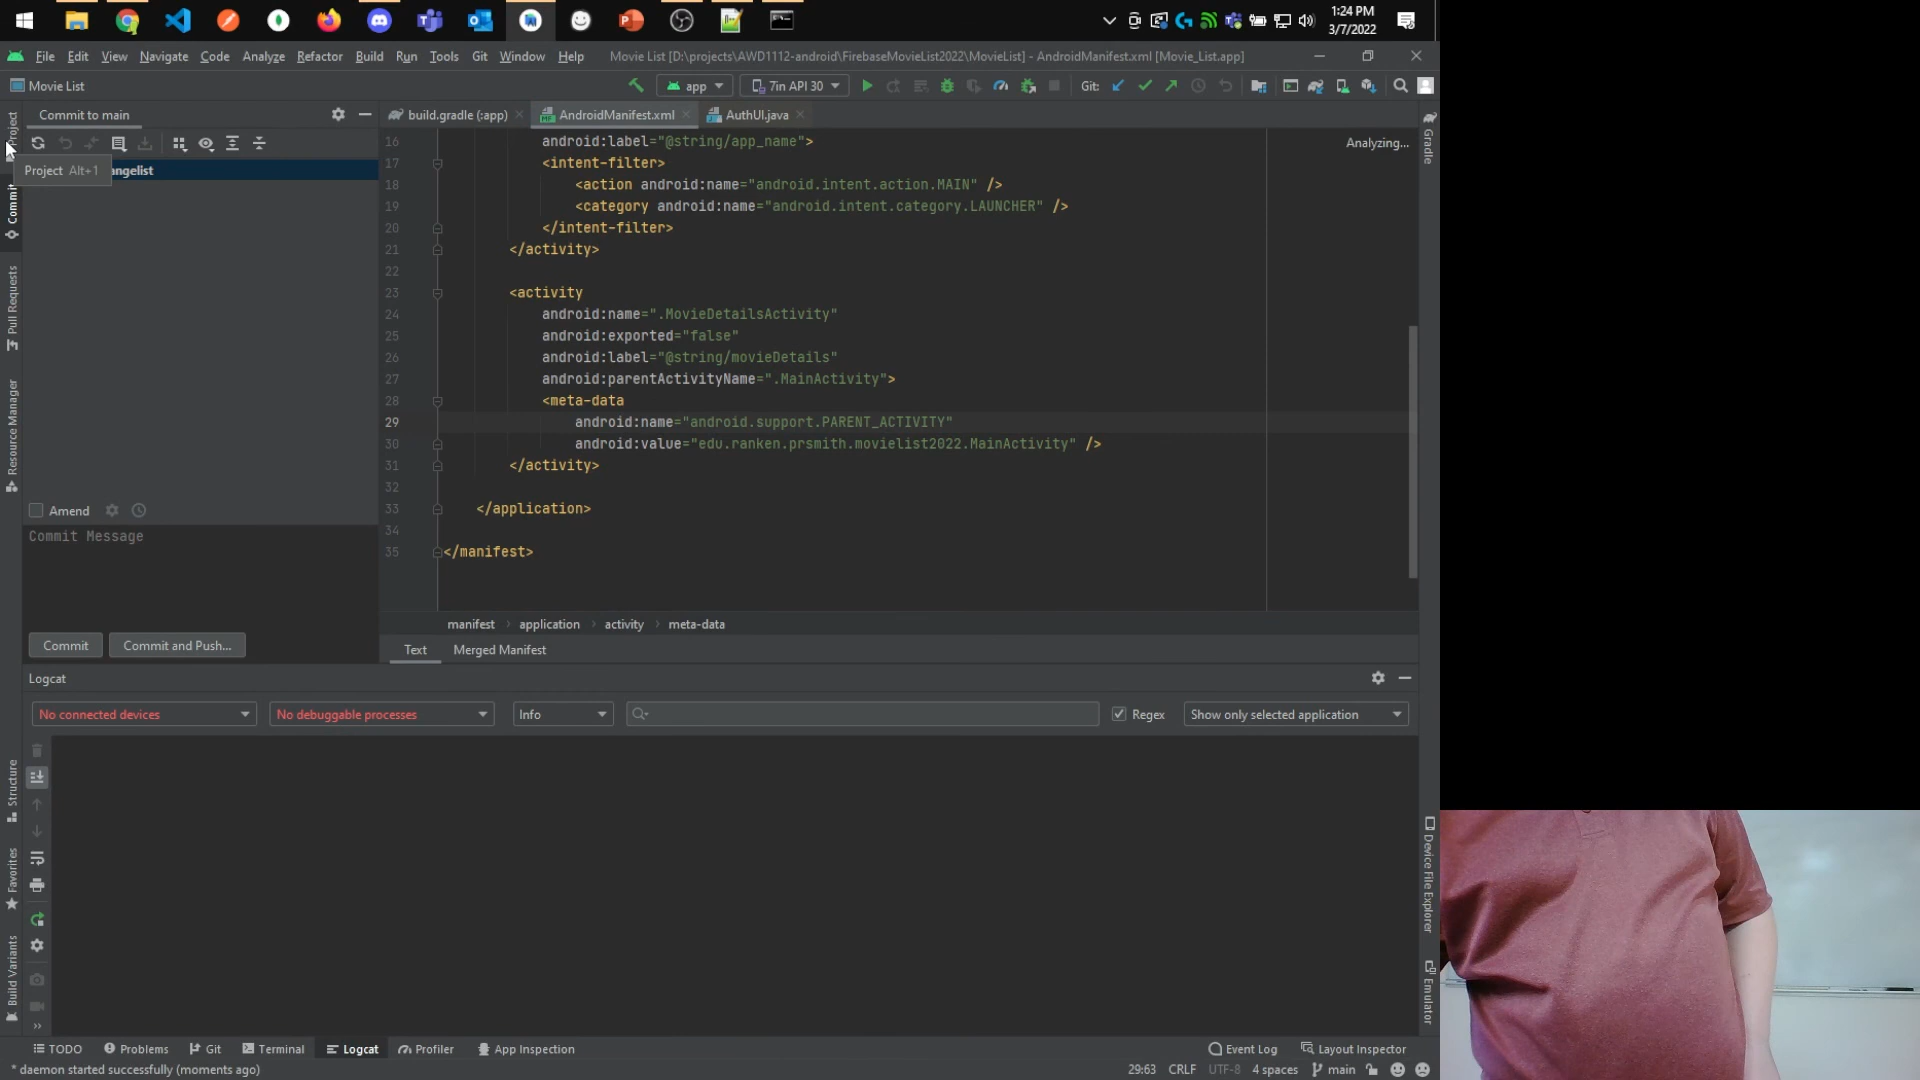 1:24 PM
3/7/2022
File Edit View Navigate Code Analyze Refactor Build Run Tools Git Window Help Movie List [D:\projects\AWD1112-android\FirebaseMovieList2022\MovieList] - AndroidManifest.xml [Movie_List.app]
Movie List
app
7in API 30
Git:
Commit to main
build.gradle (:app)
AndroidManifest.xml
AuthUI.java
Project Alt+1
angelist
Analyzing...
16 android:label="@string/app_name">
17 <intent-filter>
18 <action android:name="android.intent.action.MAIN" />
19 <category android:name="android.intent.category.LAUNCHER" />
20 </intent-filter>
21 </activity>
22
23 <activity
24 android:name=".MovieDetailsActivity"
25 android:exported="false"
26 android:label="@string/movieDetails"
27 android:parentActivityName=".MainActivity">
28 <meta-data
29 android:name="android.support.PARENT_ACTIVITY"
30 android:value="edu.ranken.prsmith.movielist2022.MainActivity" />
31 </activity>
32
33 </application>
34
35 </manifest>
Project
Commit
Pull Requests
Resource Manager
Structure
Favorites
Build Variants
Gradle
Device File Explorer
Emulator
Amend
Commit Message
Commit
Commit and Push...
manifest application activity meta-data
Text Merged Manifest
Logcat
No connected devices
No debuggable processes
Info
Regex
Show only selected application
TODO Problems Git Terminal Logcat Profiler App Inspection
Event Log Layout Inspector
* daemon started successfully (moments ago)
29:63 CRLF UTF-8 4 spaces main